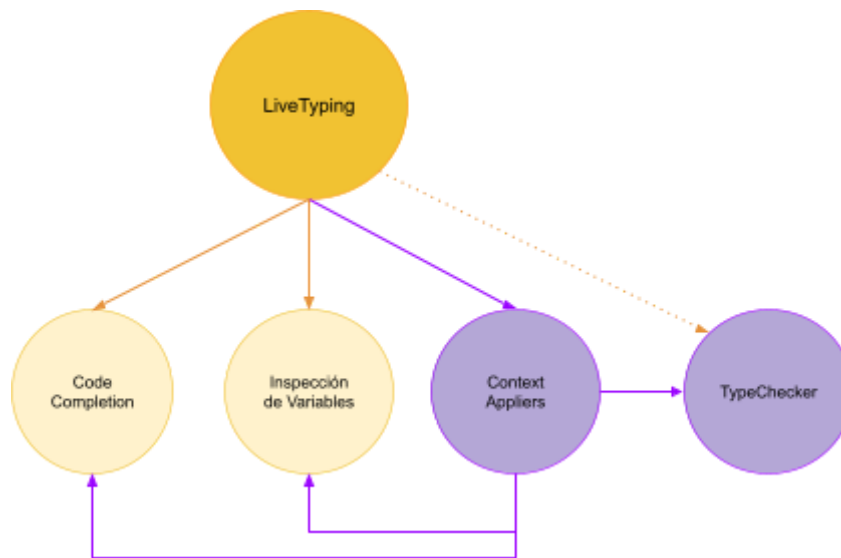 LiveTyping
Code
Completion
Inspección
de Variables
Context
Appliers
TypeChecker